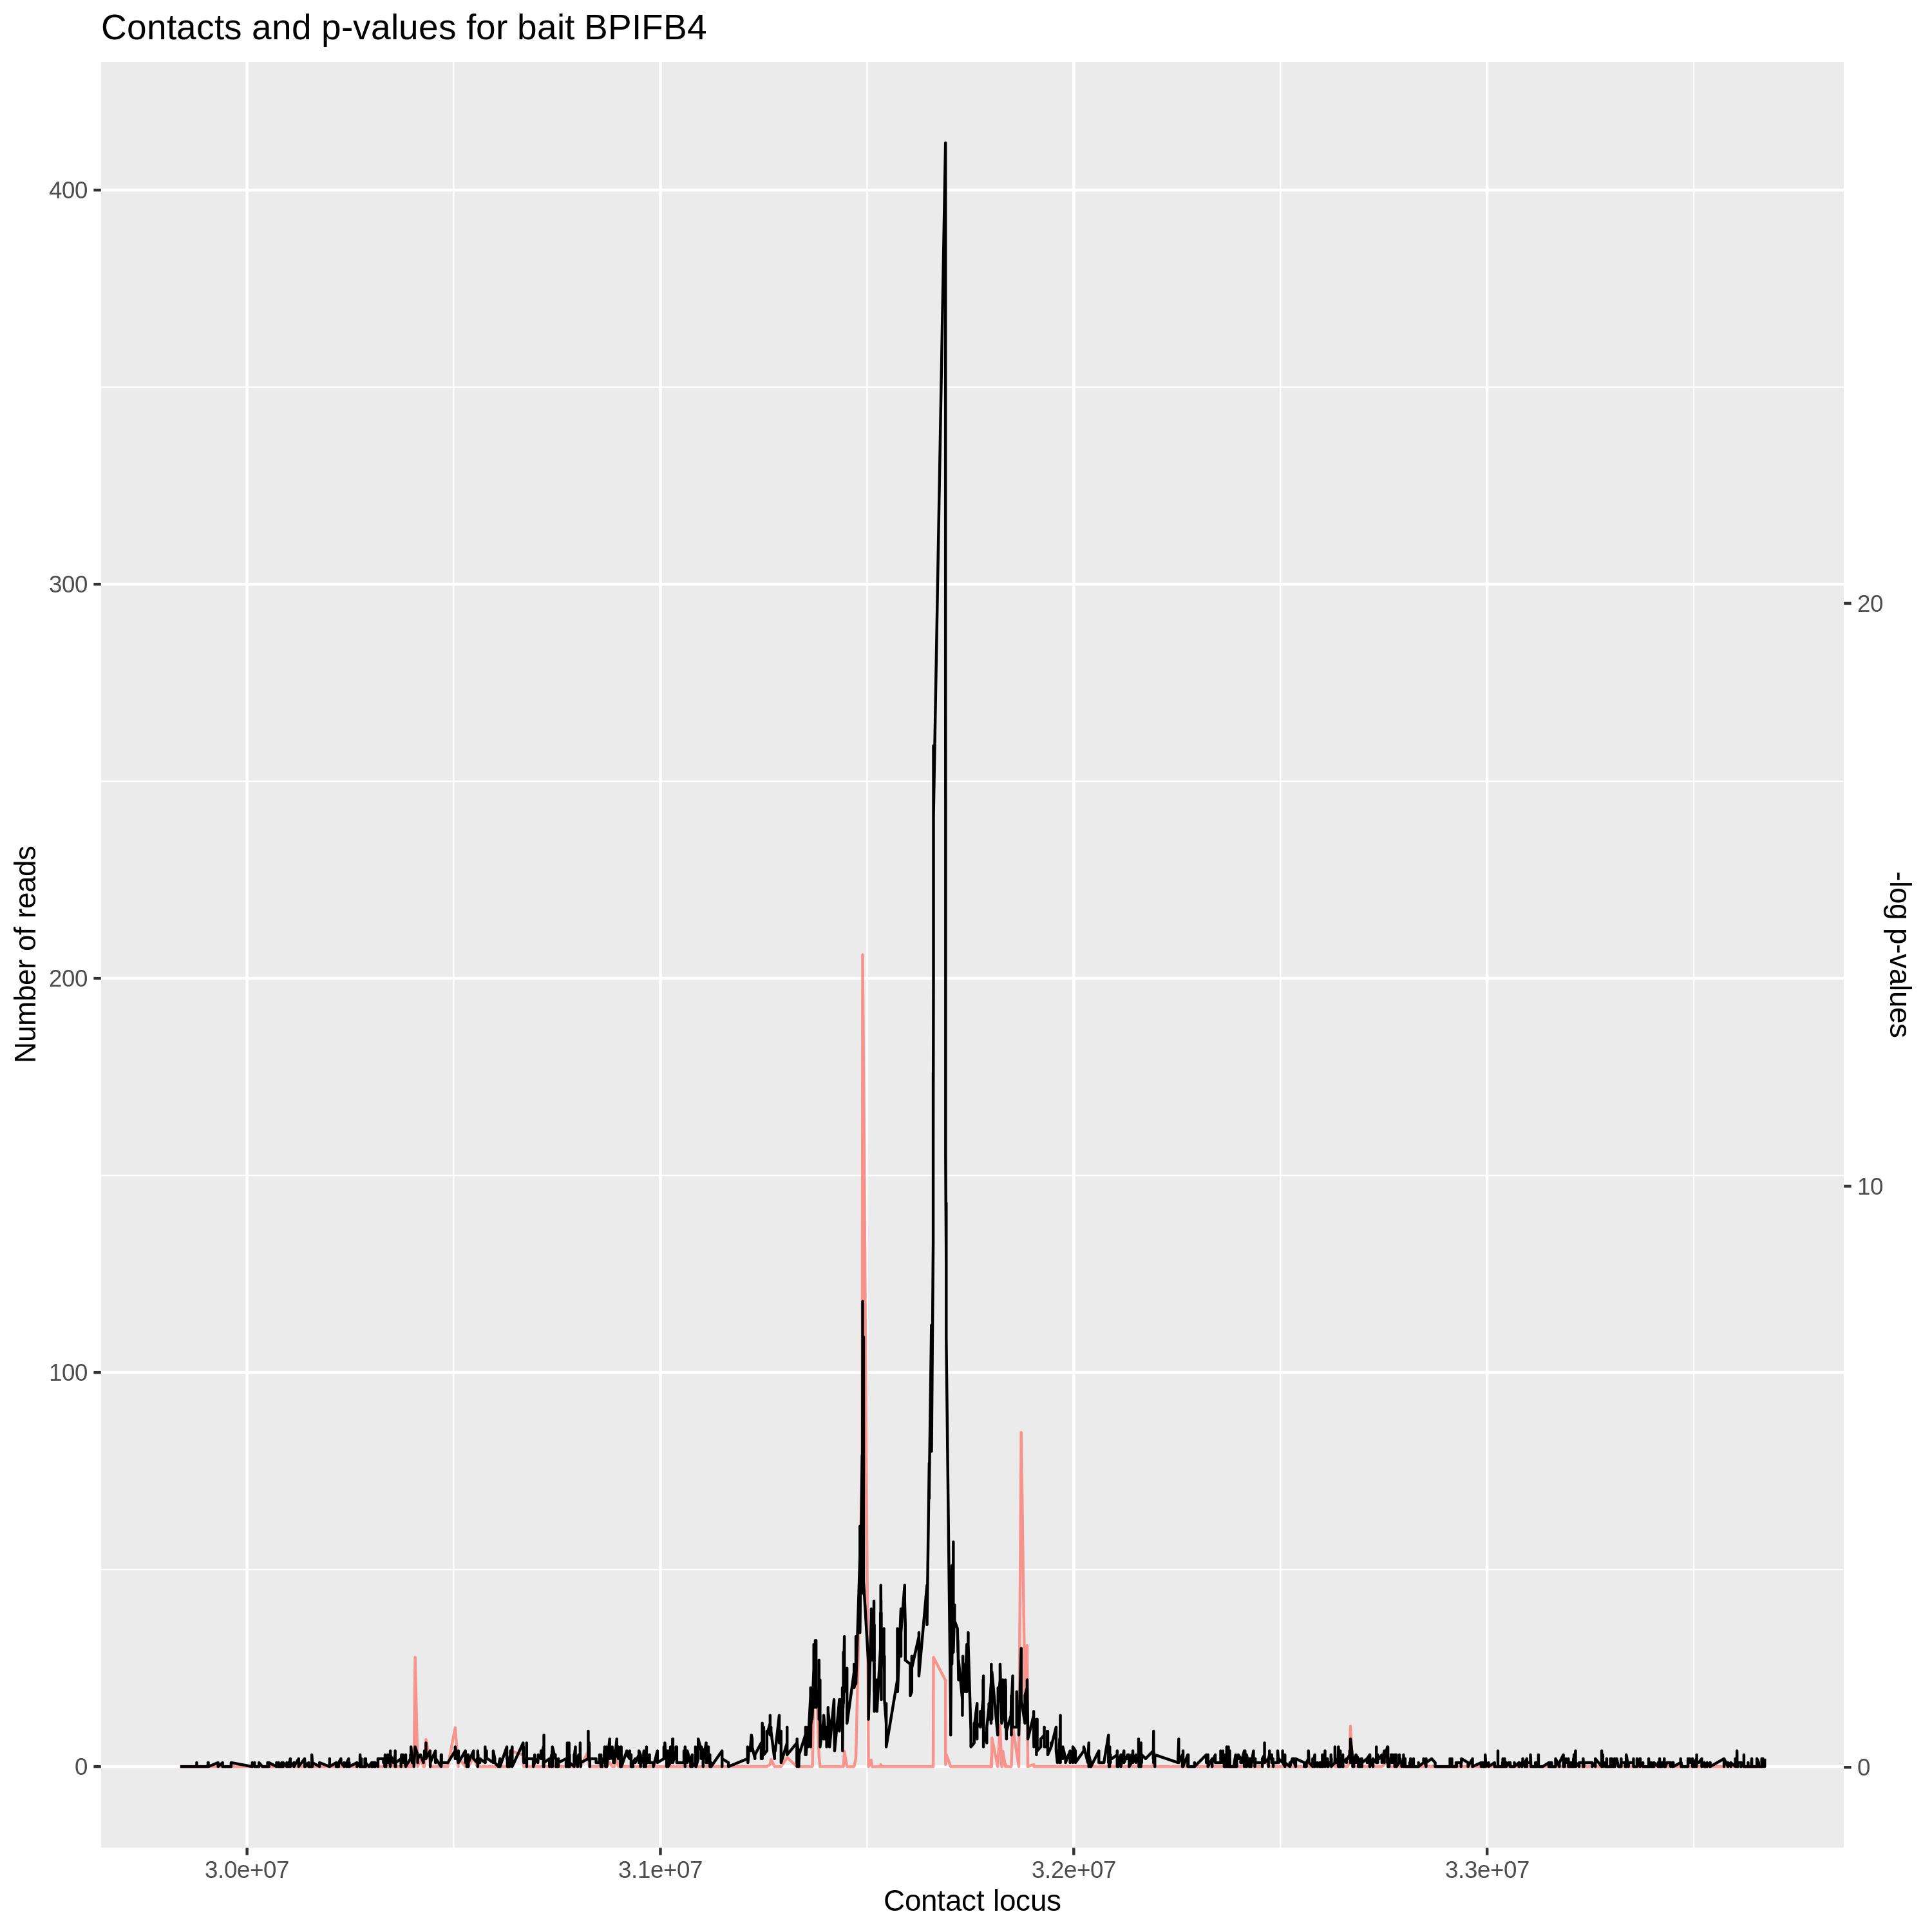 Contacts and p-values for bait BPIFB4
400
300
200
100
0
Number of reads
20
10
0
-log p-values
3.0e+07
3.1e+07
3.2e+07
3.3e+07
Contact locus